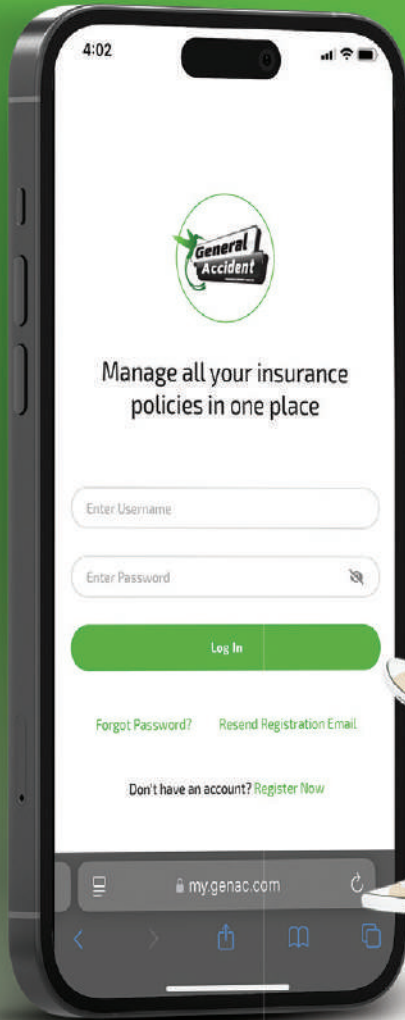 4:02
General
Accident
Manage all your insurance
policies in one place
Enter Username
Enter Password
Log In
Forgot Password? Resend Registration Email
Don't have an account? Register Now
my.genac.com